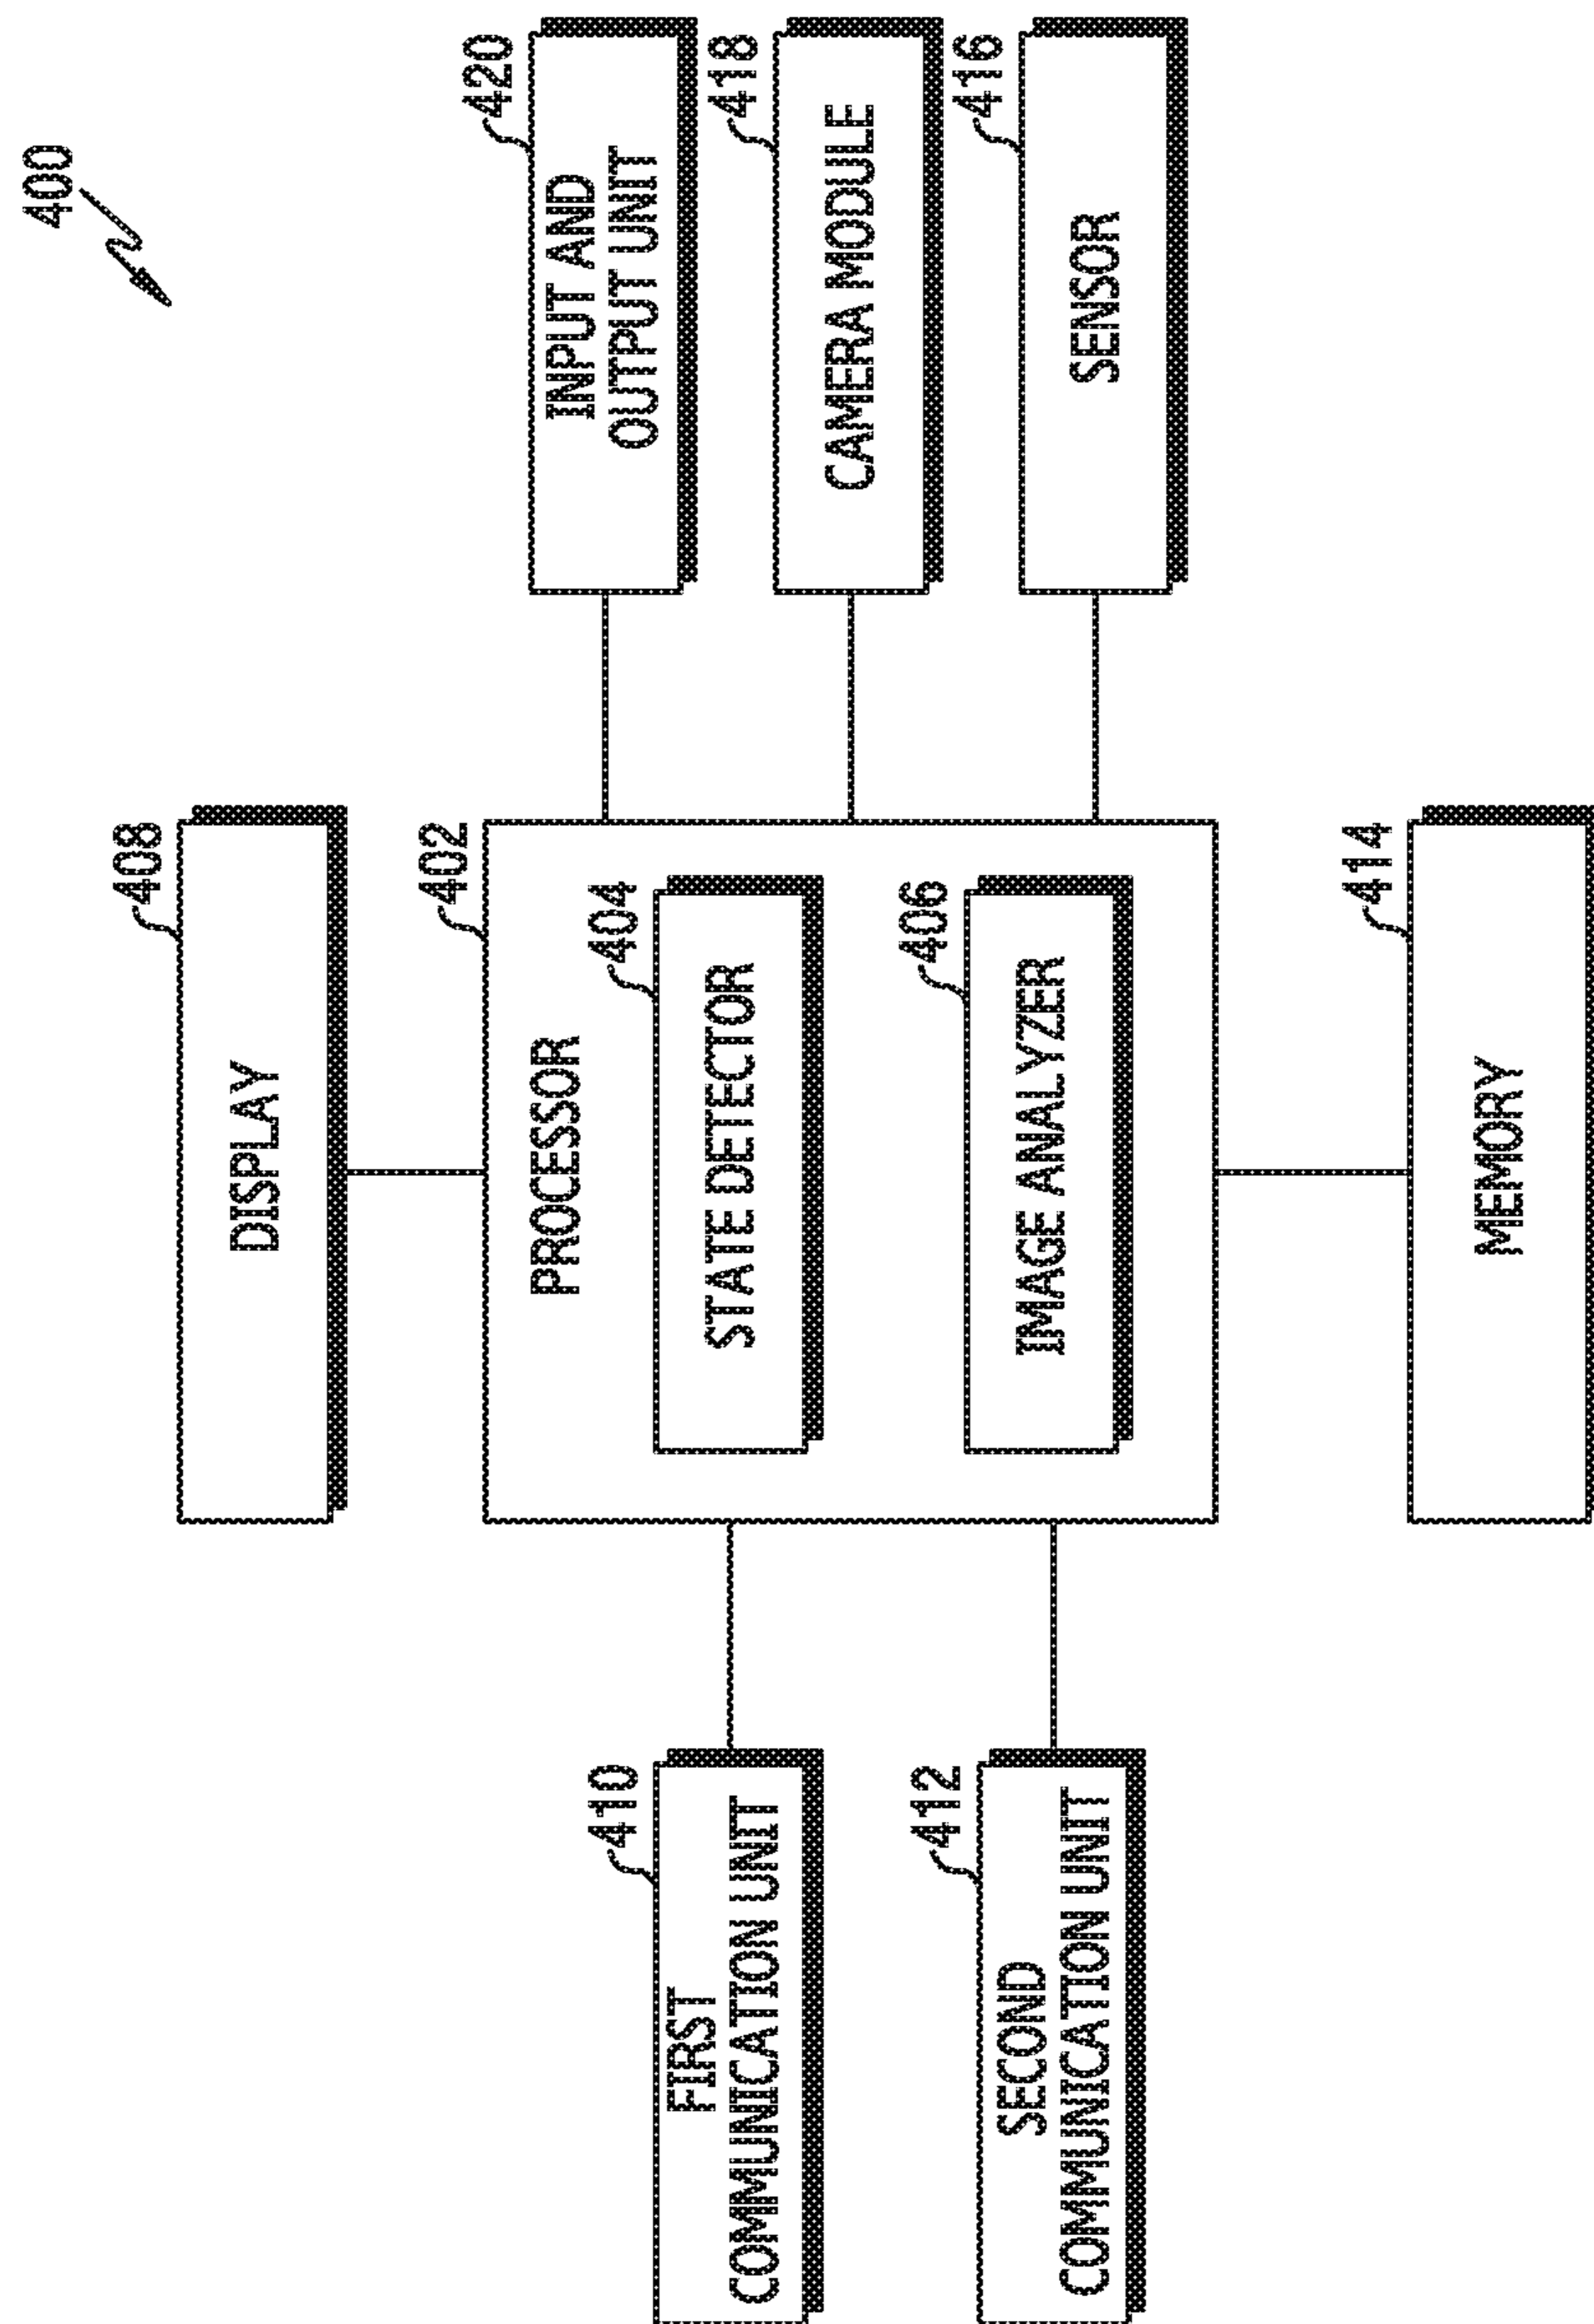 400
408
DISPLAY
402
PROCESSOR
404
STATE DETECTOR
406
IMAGE ANALYZER
410
FIRST
COMMUNICATION UNIT
412
SECOND
COMMUNICATION UNIT
420
INPUT AND
OUTPUT UNIT
418
CAMERA MODULE
416
SENSOR
414
MEMORY